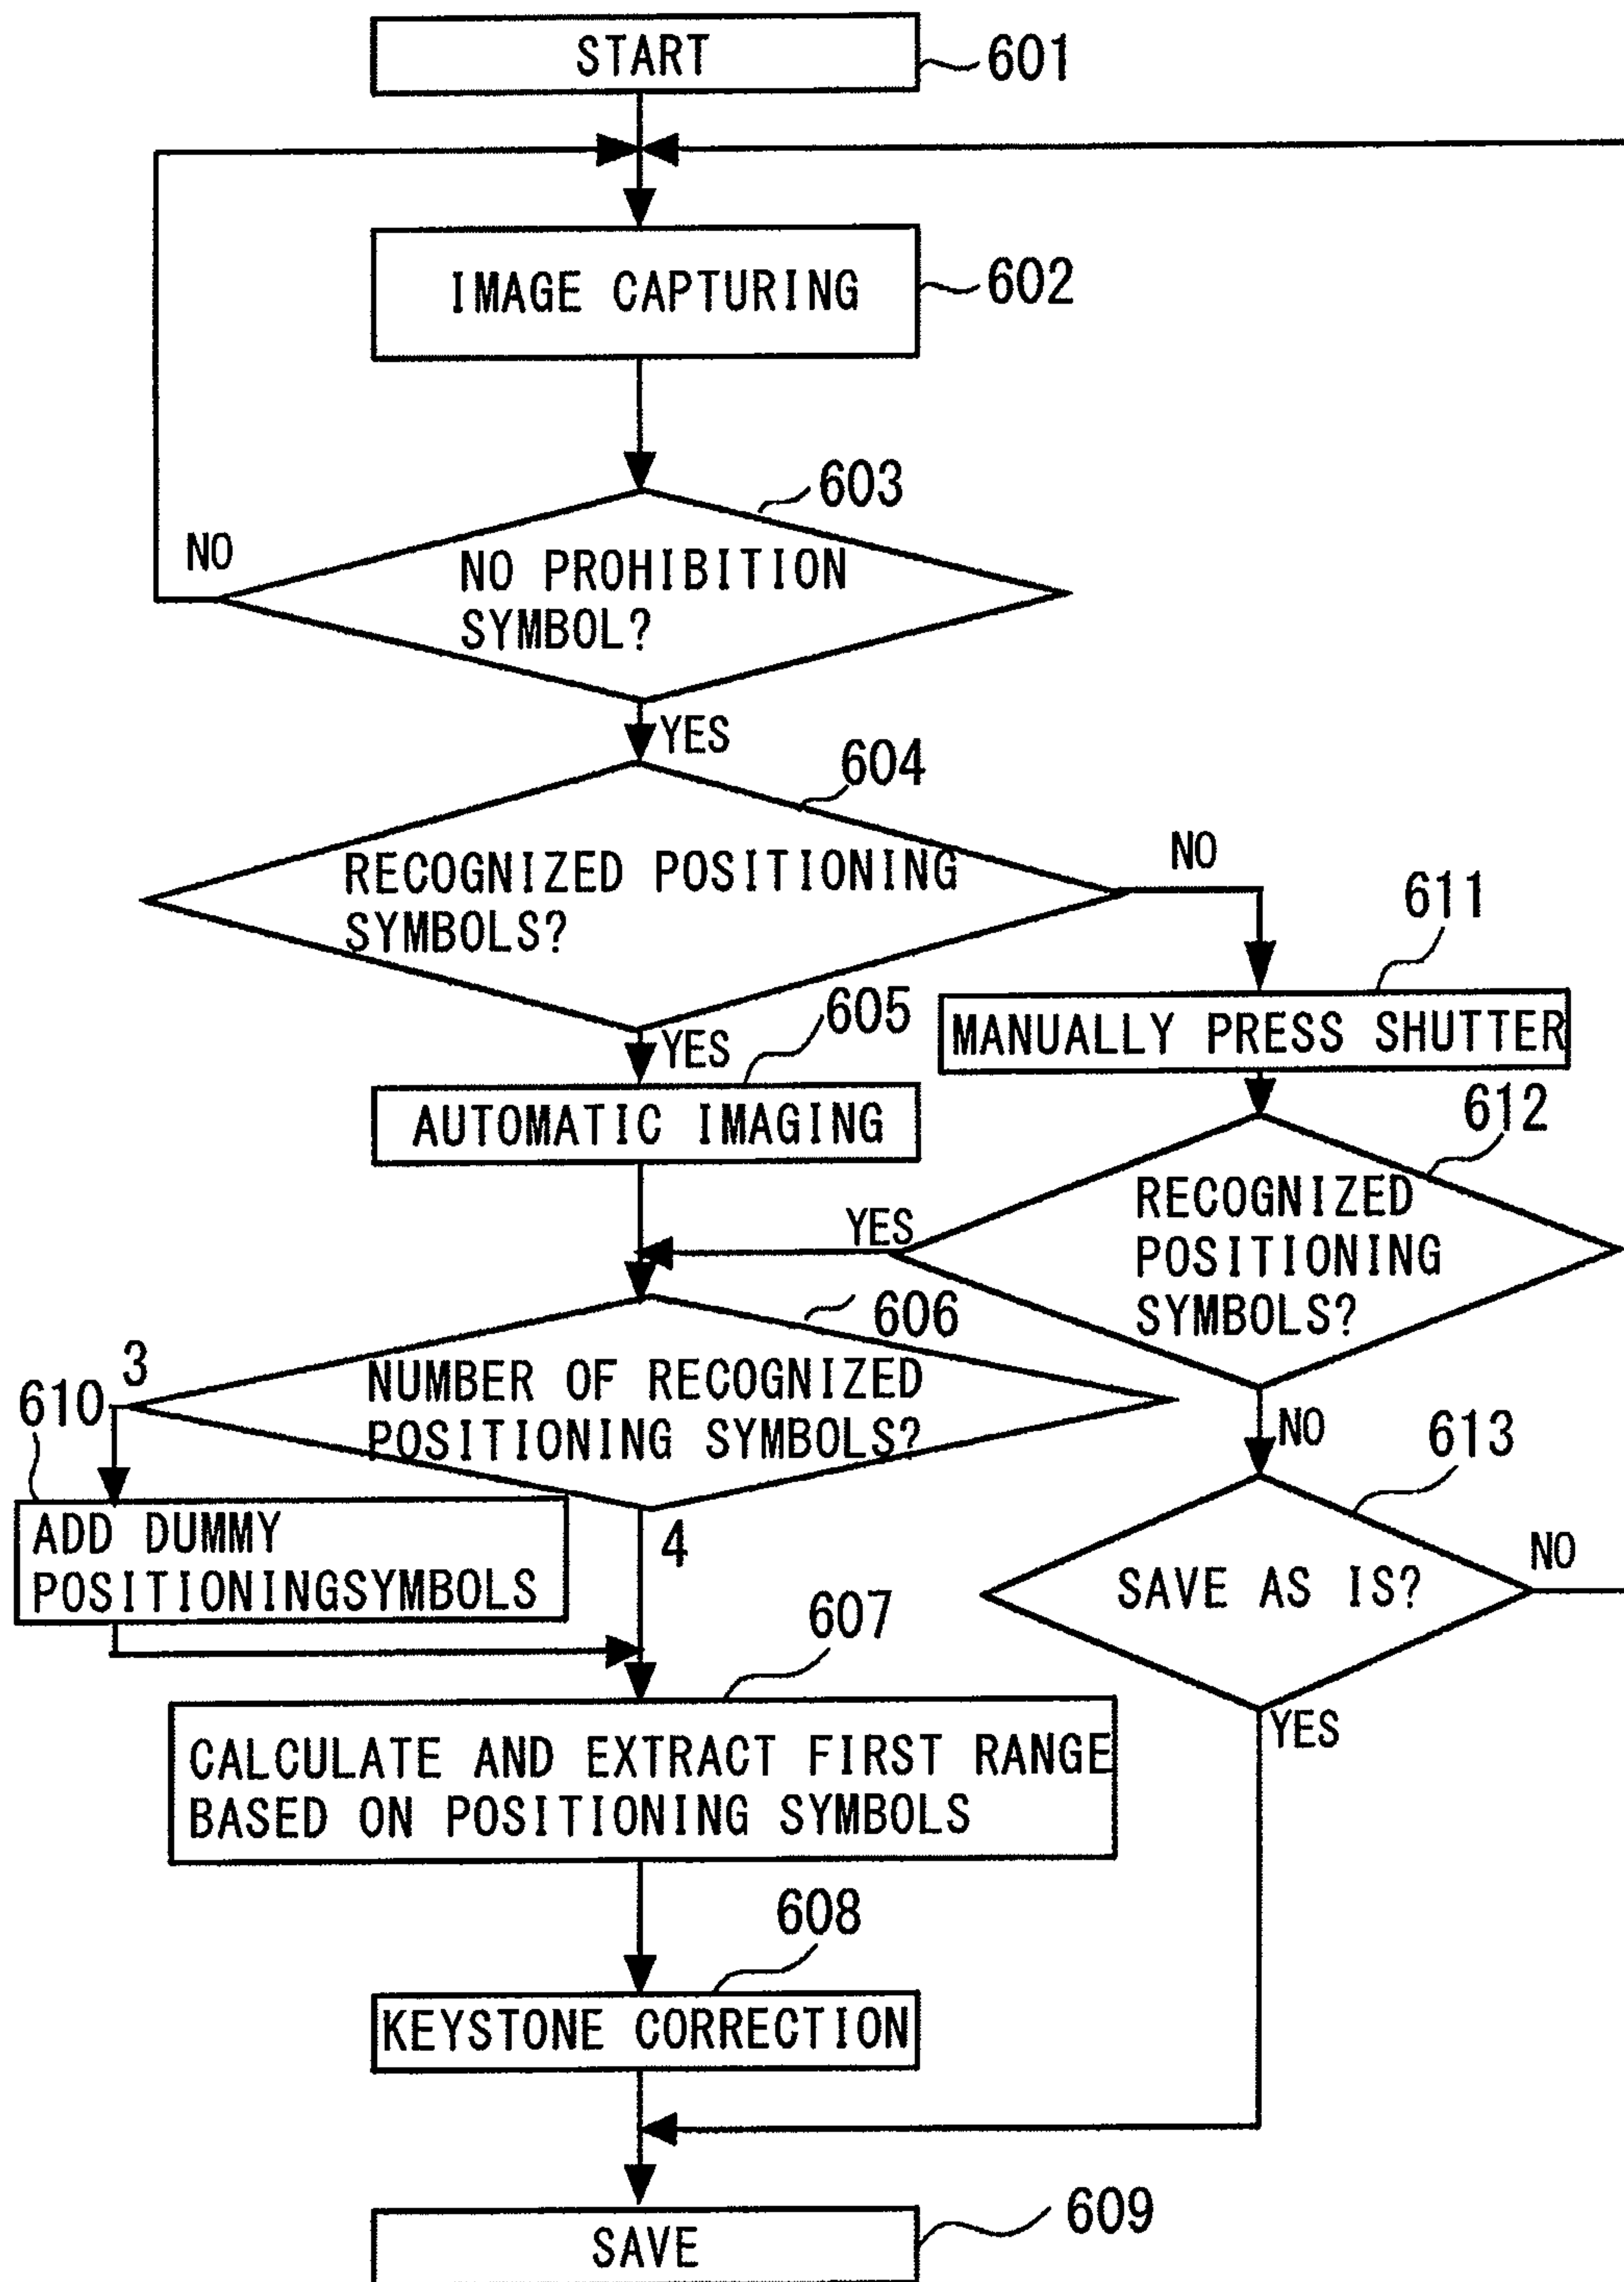 START
601
IMAGE CAPTURING
602
603
NO
NO PROHIBITION
SYMBOL?
YES
604
RECOGNIZED POSITIONING
SYMBOLS?
NO
611
YES
605
MANUALLY PRESS SHUTTER
AUTOMATIC IMAGING
612
RECOGNIZED
POSITIONING
SYMBOLS?
YES
606
3
NUMBER OF RECOGNIZED
POSITIONING SYMBOLS?
610
NO
613
ADD DUMMY
POSITIONINGSYMBOLS
4
SAVE AS IS?
NO
607
YES
CALCULATE AND EXTRACT FIRST RANGE
BASED ON POSITIONING SYMBOLS
608
KEYSTONE CORRECTION
609
SAVE